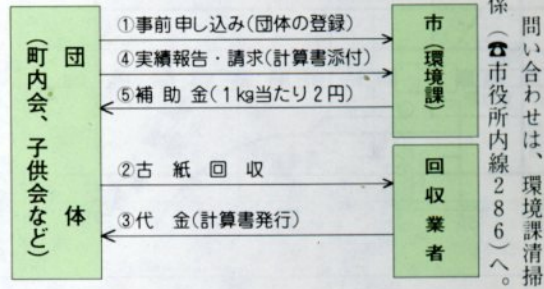 団体
(町内会、子供会など)
①事前申し込み(団体の登録)
④実績報告・請求(計算書添付)
⑤補助金(1kg当たり2円)
②古紙回収
③代金(計算書発行)
市(環境課)
回収業者
問い合わせは、環境課清掃
係(☎市役所内線286)へ。